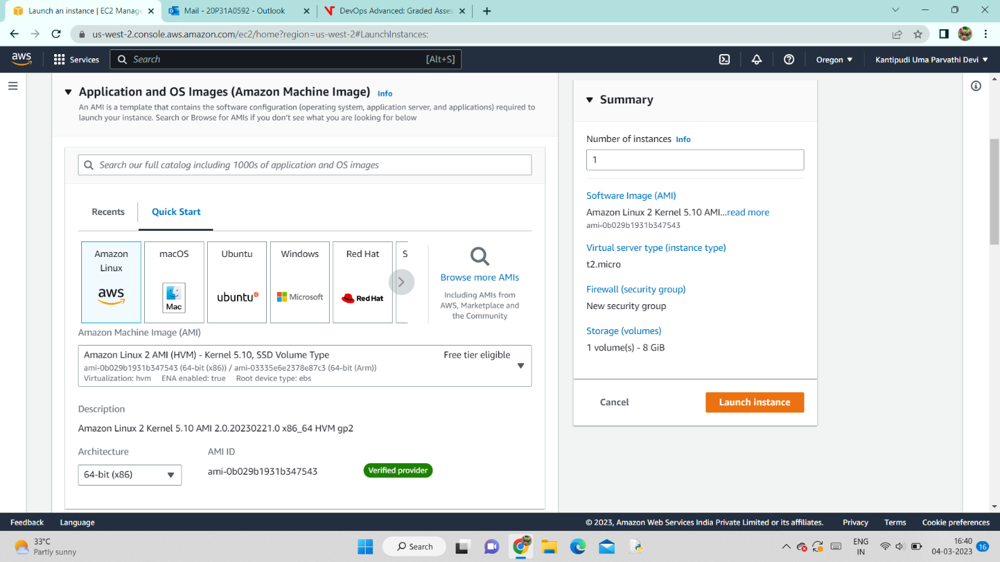 Launch an instance | EC2 Manage
Mail - 20P31A0592 - Outlook
DevOps Advanced: Graded Asses
us-west-2.console.aws.amazon.com/ec2/home?region=us-west-2#LaunchInstances:
aws
Services
Search
[Alt+S]
Oregon
Kantipudi Uma Parvathi Devi
Application and OS Images (Amazon Machine Image) Info
An AMI is a template that contains the software configuration (operating system, application server, and applications) required to
launch your instance. Search or Browse for AMIs if you don't see what you are looking for below
Search our full catalog including 1000s of application and OS images
Recents
Quick Start
Amazon
Linux
aws
macOS
Mac
Ubuntu
ubuntu
Windows
Microsoft
Red Hat
Red Hat
S
Browse more AMIs
Including AMIs from
AWS, Marketplace and
the Community
Amazon Machine Image (AMI)
Amazon Linux 2 AMI (HVM) - Kernel 5.10, SSD Volume Type
Free tier eligible
ami-0b029b1931b347543 (64-bit (x86)) / ami-03335e6e2378e87c3 (64-bit (Arm))
Virtualization: hvm ENA enabled: true Root device type: ebs
Description
Amazon Linux 2 Kernel 5.10 AMI 2.0.20230221.0 x86_64 HVM gp2
Architecture
AMI ID
64-bit (x86)
ami-0b029b1931b347543
Verified provider
Summary
Number of instances Info
1
Software Image (AMI)
Amazon Linux 2 Kernel 5.10 AMI...read more
ami-0b029b1931b347543
Virtual server type (instance type)
t2.micro
Firewall (security group)
New security group
Storage (volumes)
1 volume(s) - 8 GiB
Cancel
Launch instance
Feedback
Language
© 2023, Amazon Web Services India Private Limited or its affiliates.
Privacy
Terms
Cookie preferences
33°C
Partly sunny
Search
ENG
IN
16:40
04-03-2023
16